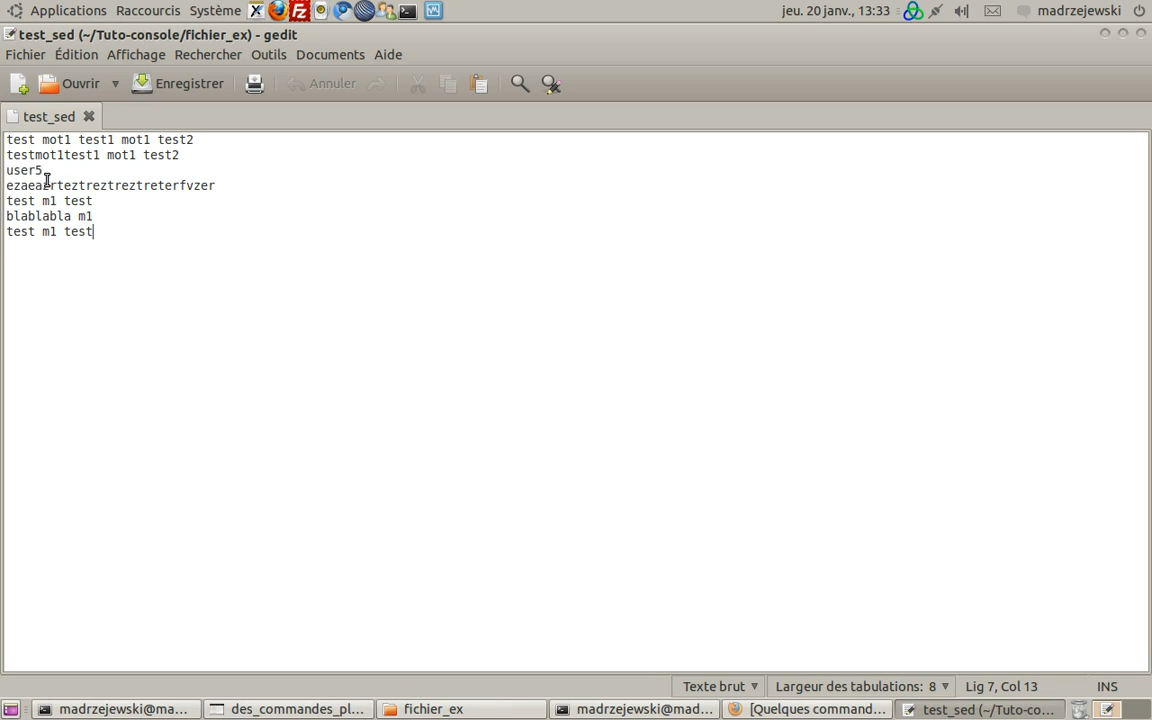 Applications Raccourcis Système jeu. 20 janv., 13:33 madrzejewski
test_sed (~/Tuto-console/fichier_ex) - gedit
Fichier Édition Affichage Rechercher Outils Documents Aide
Ouvrir Enregistrer Annuler
test_sed
test mot1 test1 mot1 test2
testmot1test1 mot1 test2
user5
ezaeazrteztreztreztreterfvzer
test m1 test
blablabla m1
test m1 test
Texte brut Largeur des tabulations: 8 Lig 7, Col 13 INS
madrzejewski@ma... des_commandes_pl... fichier_ex madrzejewski@mad... [Quelques command... test_sed (~/Tuto-co...